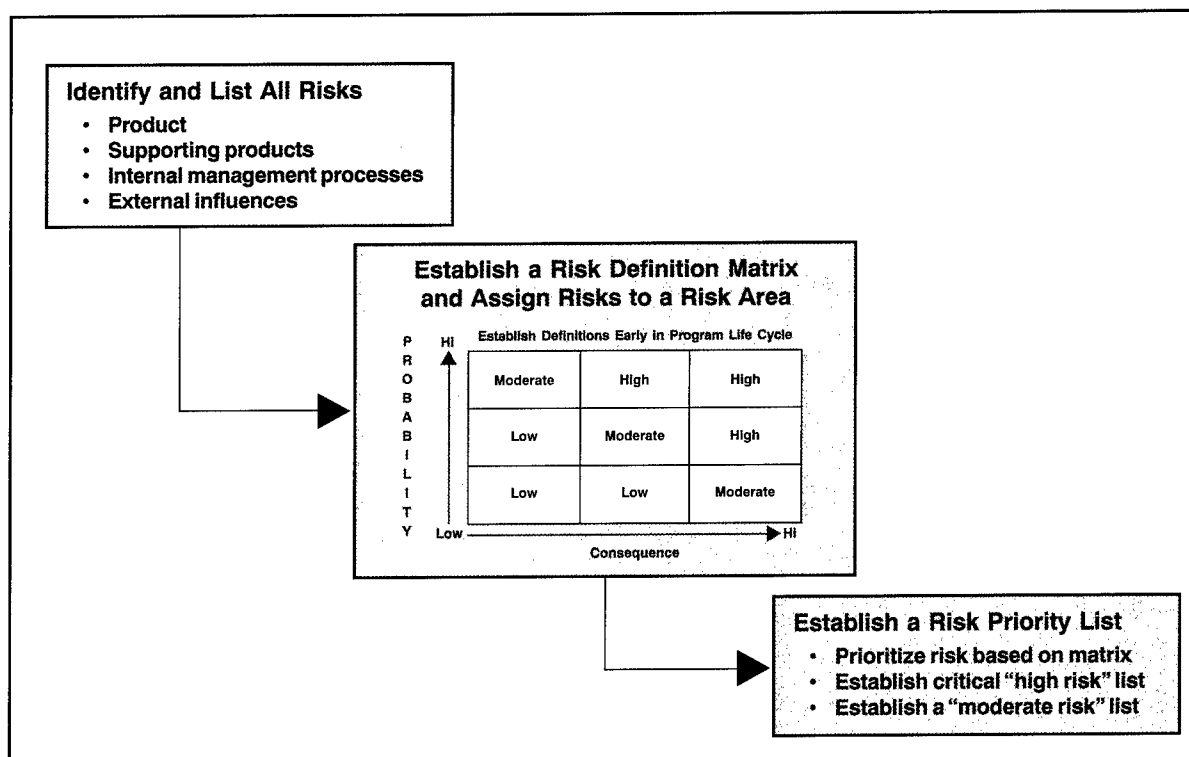 Identify and List All Risks
• Product
• Supporting products
• Internal management processes
• External influences
Establish a Risk Definition Matrix
and Assign Risks to a Risk Area
Establish Definitions Early in Program Life Cycle
PROBABILITY
HI
Moderate High High
Low Moderate High
Low Low Moderate
Low HI
Consequence
Establish a Risk Priority List
• Prioritize risk based on matrix
• Establish critical “high risk” list
• Establish a “moderate risk” list